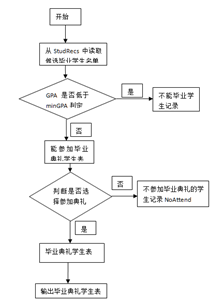 开始
从 StudRecs 中读取
候选毕业学生名单
GPA 是否低于
minGPA 判定
是
不能毕业学
生记录
否
能参加毕业
典礼学生表
判断是否选
择参加典礼
否
不参加毕业典礼的学
生记录 NoAttend
是
毕业典礼学生表
输出毕业典礼学生表